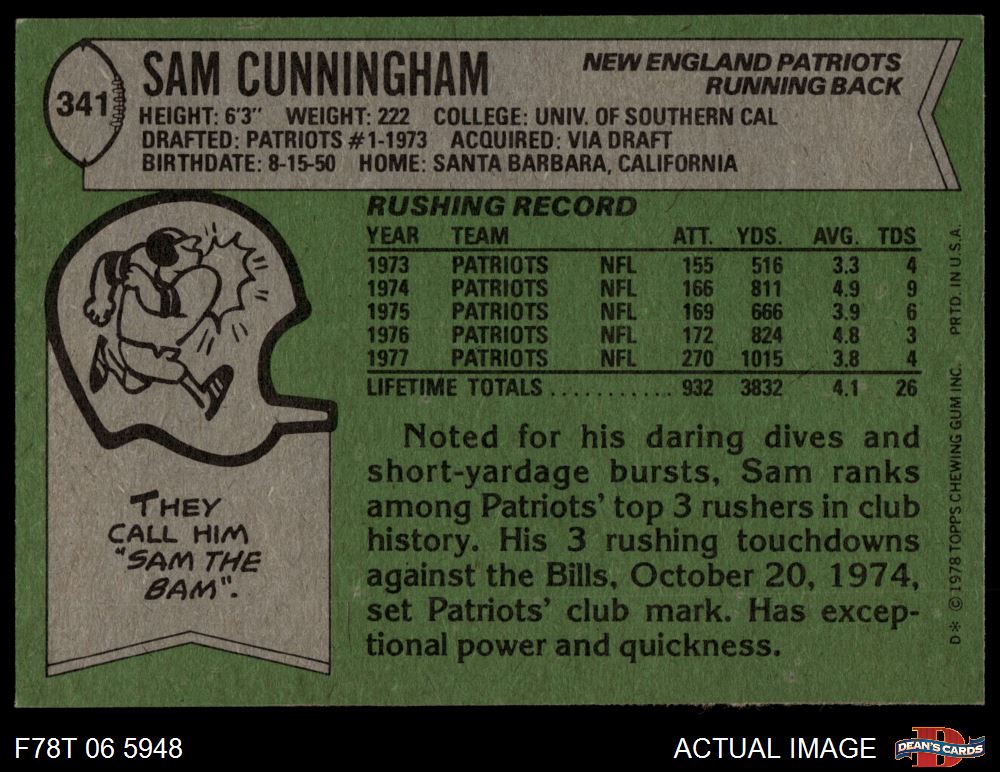 341
SAM CUNNINGHAM
NEW ENGLAND PATRIOTS
RUNNING BACK
HEIGHT: 6'3" WEIGHT: 222 COLLEGE: UNIV. OF SOUTHERN CAL
DRAFTED: PATRIOTS #1-1973 ACQUIRED: VIA DRAFT
BIRTHDATE: 8-15-50 HOME: SANTA BARBARA, CALIFORNIA
RUSHING RECORD
YEAR TEAM ATT. YDS. AVG. TDS
1973 PATRIOTS NFL 155 516 3.3 4
1974 PATRIOTS NFL 166 811 4.9 9
1975 PATRIOTS NFL 169 666 3.9 6
1976 PATRIOTS NFL 172 824 4.8 3
1977 PATRIOTS NFL 270 1015 3.8 4
LIFETIME TOTALS ........... 932 3832 4.1 26
THEY
CALL HIM
"SAM THE
BAM".
Noted for his daring dives and
short-yardage bursts, Sam ranks
among Patriots' top 3 rushers in club
history. His 3 rushing touchdowns
against the Bills, October 20, 1974,
set Patriots' club mark. Has excep-
tional power and quickness.
D* © 1978 TOPPS CHEWING GUM INC. PRTD. IN U.S.A.
F78T 06 5948
ACTUAL IMAGE
D
DEAN'S CARDS